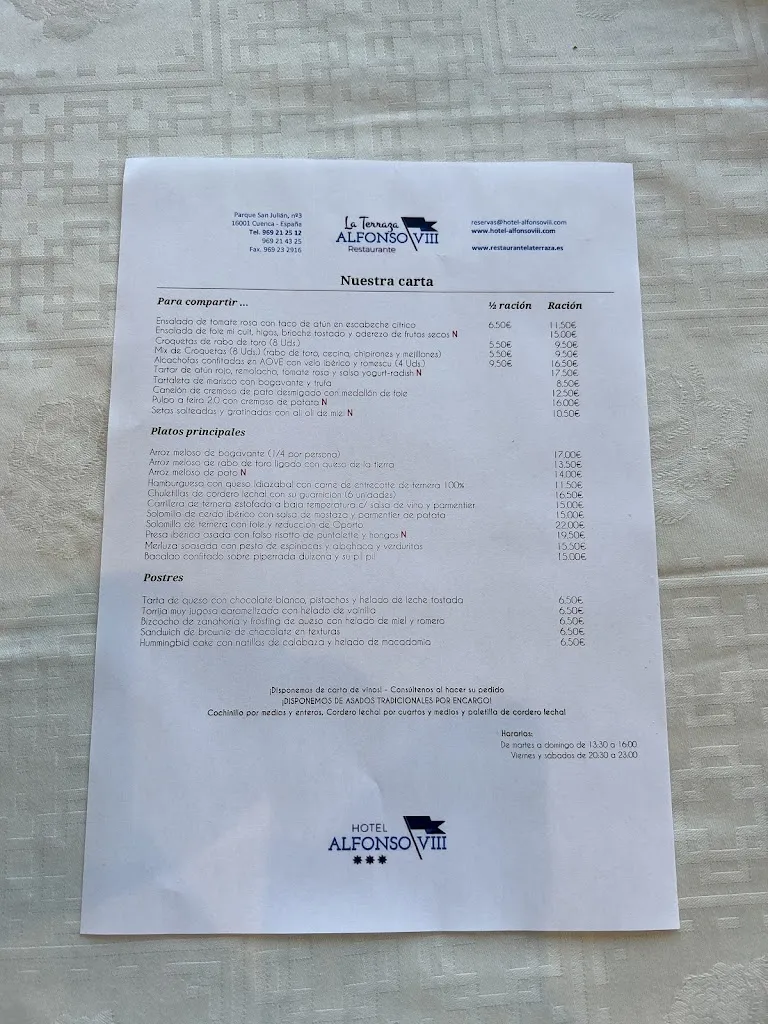 Parque San Julián, nº3
16001 Cuenca - España
Tel. 969 21 25 12
969 21 43 25
Fax. 969 23 2916
La Terraza
ALFONSO VIII
Restaurante
reservas@hotel-alfonsoviii.com
www.hotel-alfonsoviii.com
www.restaurantelaterraza.es
Nuestra carta
Para compartir ... ½ ración Ración
Ensalada de tomate rosa con taco de atún en escabeche cítrico 6.50€ 11.50€
Ensalada de foie mi cuit, higos, brioche tostado y aderezo de frutos secos N 15.00€
Croquetas de rabo de toro (8 Uds.) 5.50€ 9.50€
Mix de Croquetas (8 Uds.) (rabo de toro, cecina, chipirones y mejillones) 5.50€ 9.50€
Alcachofas confitadas en AOVE con velo ibérico y romescu (4 Uds.) 9.50€ 16.50€
Tartar de atún rojo, remolacha, tomate rosa y salsa yogurt-radish N 17.50€
Tartaleta de marisco con bogavante y trufa 8.50€
Canelón de cremoso de pato desmigado con medallón de foie 12.50€
Pulpo a feira 2.0 con cremoso de patata N 16.00€
Setas salteadas y gratinadas con ali oli de miel N 10.50€
Platos principales
Arroz meloso de bogavante (1/4 por persona) 17.00€
Arroz meloso de rabo de toro ligado con queso de la tierra 13.50€
Arroz meloso de pato N 14.00€
Hamburguesa con queso Idiazabal con carne de entrecotte de ternera 100% 11.50€
Chuletillas de cordero lechal con su guarnición (6 unidades) 16.50€
Carrillera de ternera estofada a baja temperatura c/ salsa de vino y parmentier 15.00€
Solomillo de cerdo ibérico con salsa de mostaza y parmentier de patata 15.00€
Solomillo de ternera con foie y reducción de Oporto 22.00€
Presa ibérica asada con falso risotto de puntalette y hongos N 19.50€
Merluza soasada con pesto de espinacas y albahaca y verduritas 15.50€
Bacalao confitado sobre piperrada dulzona y su pil pil 15.00€
Postres
Tarta de queso con chocolate blanco, pistachos y helado de leche tostada 6.50€
Torrija muy jugosa caramelizada con helado de vainilla 6.50€
Bizcocho de zanahoria y frosting de queso con helado de miel y romero 6.50€
Sandwich de brownie de chocolate en texturas 6.50€
Hummingbid cake con natillas de calabaza y helado de macadamia 6.50€
¡Disponemos de carta de vinos! - Consúltenos al hacer su pedido
¡DISPONEMOS DE ASADOS TRADICIONALES POR ENCARGO!
Cochinillo por medios y enteros, Cordero lechal por cuartos y medios y paletilla de cordero lechal
Horarios:
De martes a domingo de 13:30 a 16:00
Viernes y sábados de 20:30 a 23:00
HOTEL
ALFONSO VIII